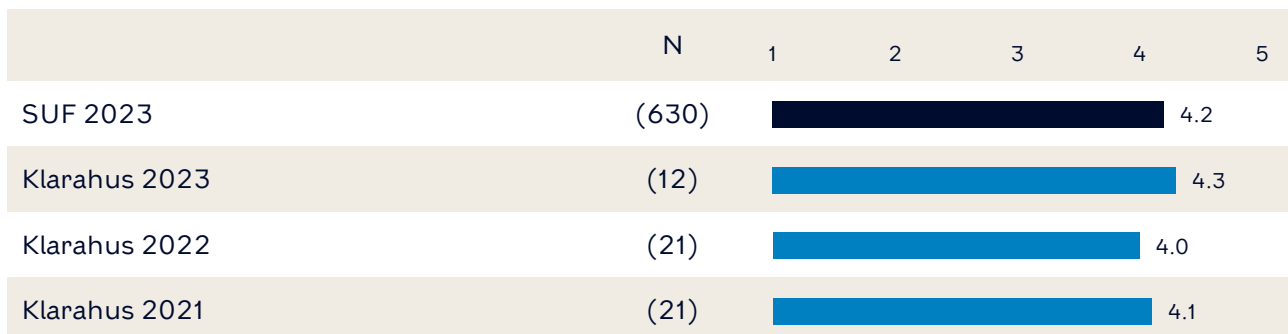 N 1 2 3 4 5
SUF 2023 (630) 4.2
Klarahus 2023 (12) 4.3
Klarahus 2022 (21) 4.0
Klarahus 2021 (21) 4.1